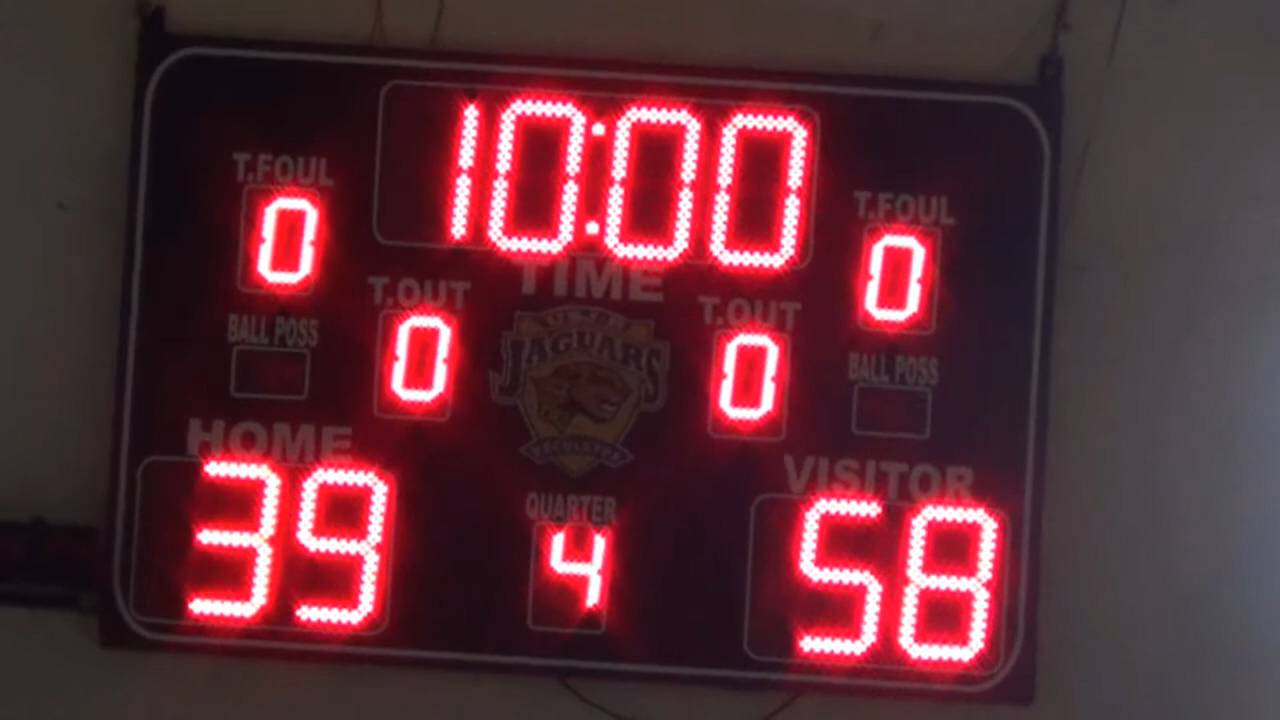 10:00
TIME
T.FOUL
0
T.FOUL
0
T.OUT
0
T.OUT
0
BALL POSS
BALL POSS
JAGUARS
HOME
39
VISITOR
58
QUARTER
4